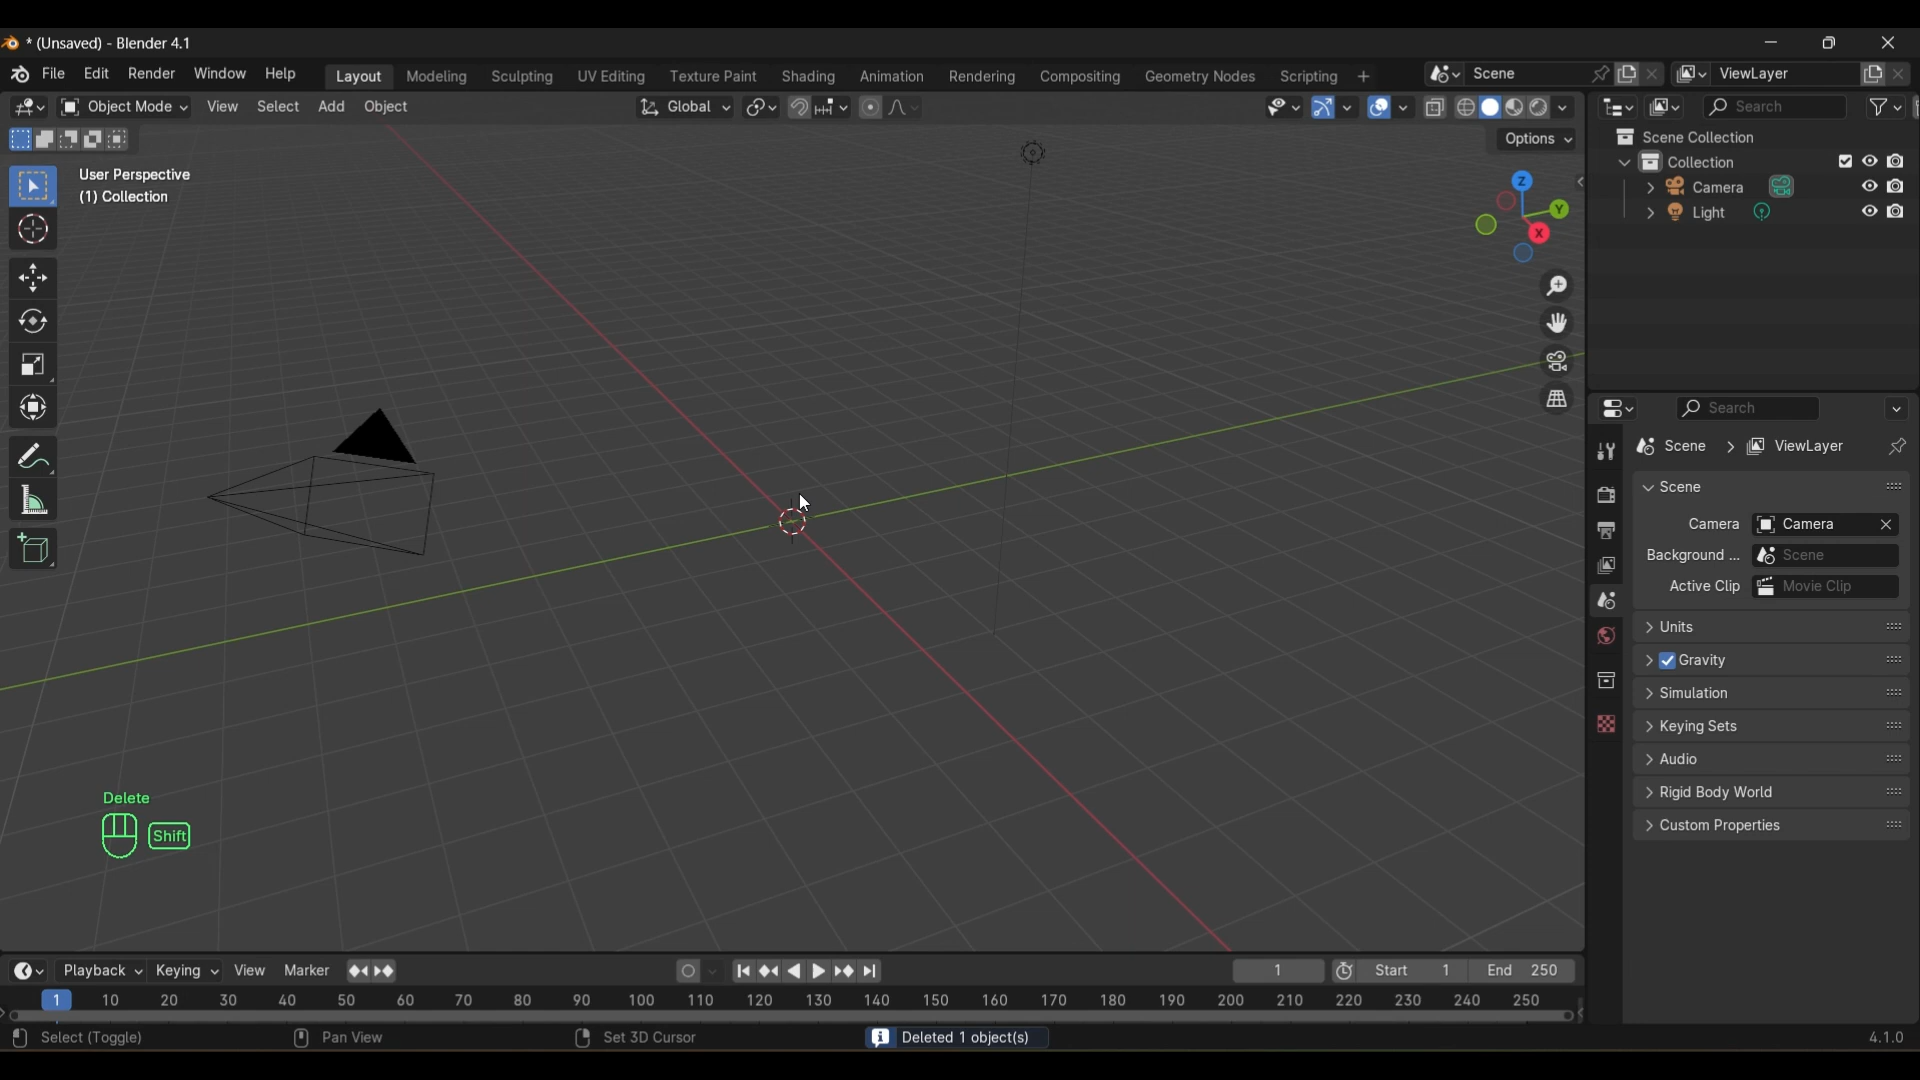 * (Unsaved) - Blender 4.1
File Edit Render Window Help Layout Modeling Sculpting UV Editing Texture Paint Shading Animation Rendering Compositing Geometry Nodes Scripting + Scene ViewLayer
Object Mode View Select Add Object Global Search
Options
User Perspective
(1) Collection
Z
Y
X
Scene Collection
Collection
Camera
Light
Search
Scene > ViewLayer
Scene
Camera Camera
Background ... Scene
Active Clip Movie Clip
Units
Gravity
Simulation
Keying Sets
Audio
Rigid Body World
Custom Properties
Delete
Shift
Playback Keying View Marker 1 Start 1 End 250
1 10 20 30 40 50 60 70 80 90 100 110 120 130 140 150 160 170 180 190 200 210 220 230 240 250
Select (Toggle) Pan View Set 3D Cursor Deleted 1 object(s) 4.1.0